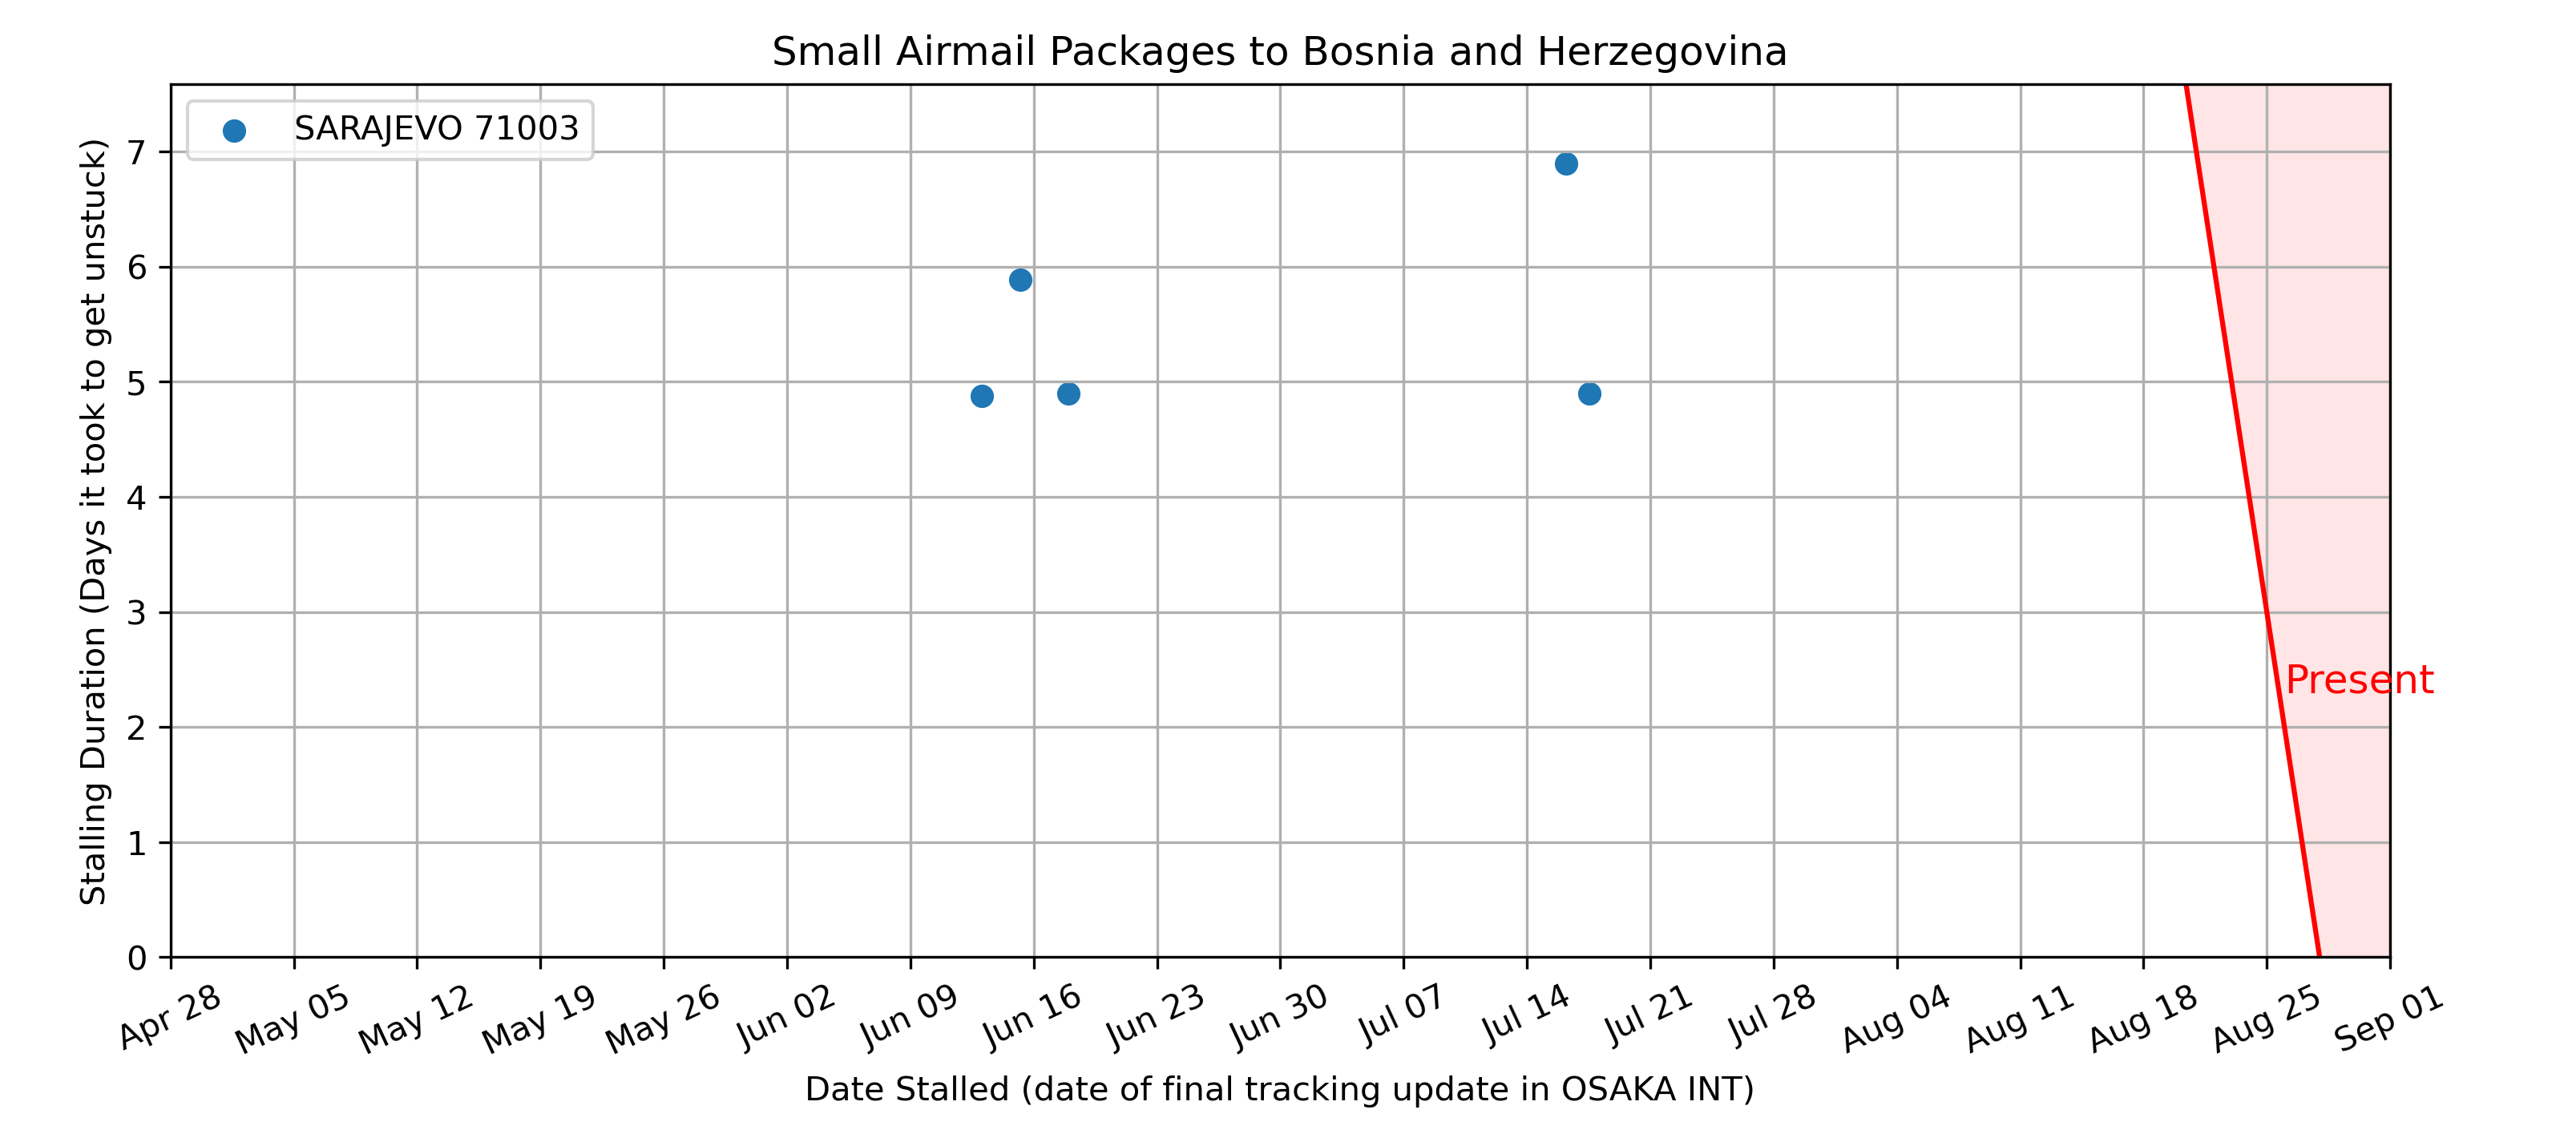 Small Airmail Packages to Bosnia and Herzegovina
SARAJEVO 71003
Stalling Duration (Days it took to get unstuck)
7
6
5
4
3
2
1
0
Present
Apr 28
May 05
May 12
May 19
May 26
Jun 02
Jun 09
Jun 16
Jun 23
Jun 30
Jul 07
Jul 14
Jul 21
Jul 28
Aug 04
Aug 11
Aug 18
Aug 25
Sep 01
Date Stalled (date of final tracking update in OSAKA INT)